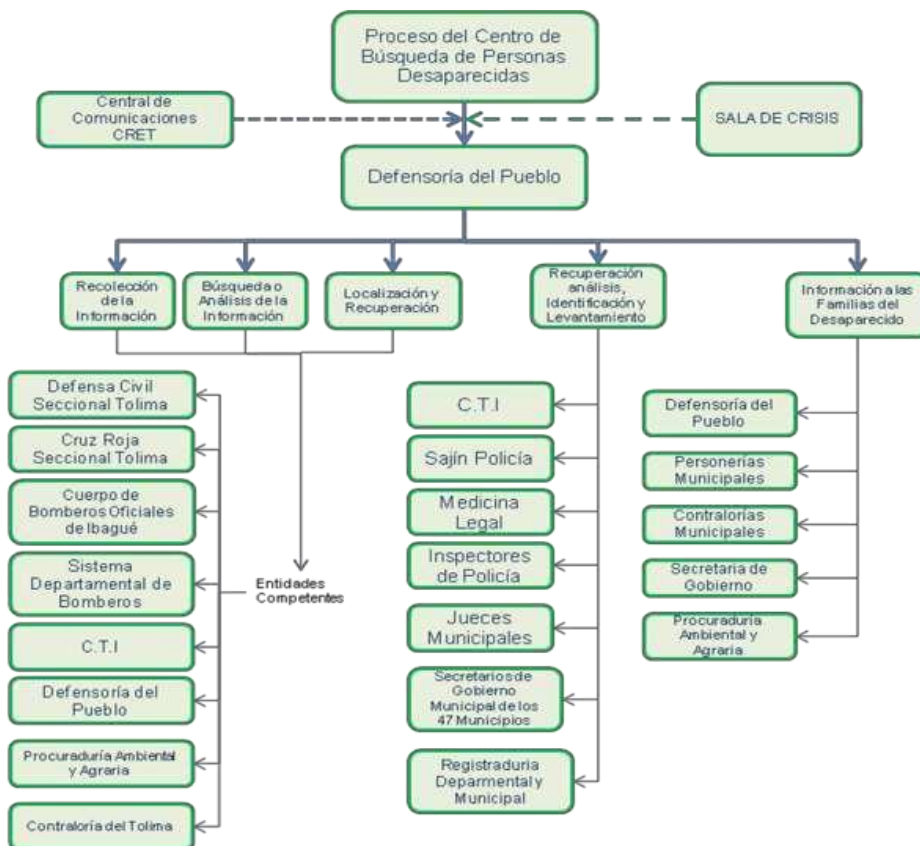 Proceso del Centro de
Búsqueda de Personas
Desaparecidas
Central de
Comunicaciones
CRET
SALA DE CRISIS
Defensoría del Pueblo
Recolección
de la
Información
Búsqueda o
Análisis de la
Información
Localización y
Recuperación
Recuperación
análisis,
Identificación y
Levantamiento
Información a las
Familias del
Desaparecido
Defensa Civil
Seccional Tolima
Cruz Roja
Seccional Tolima
Cuerpo de
Bomberos Oficiales
de Ibagué
Sistema
Departamental de
Bomberos
C.T.I
Defensoría del
Pueblo
Procuraduría Ambiental
y Agraria
Contraloría del Tolima
Entidades
Competentes
C.T.I
Sajín Policía
Medicina
Legal
Inspectores
de Policía
Jueces
Municipales
Secretarios de
Gobierno
Municipal de los
47 Municipios
Registraduria
Deparmental y
Municipal
Defensoría del
Pueblo
Personerías
Municipales
Contralorías
Municipales
Secretaria de
Gobierno
Procuraduría
Ambiental y
Agraria